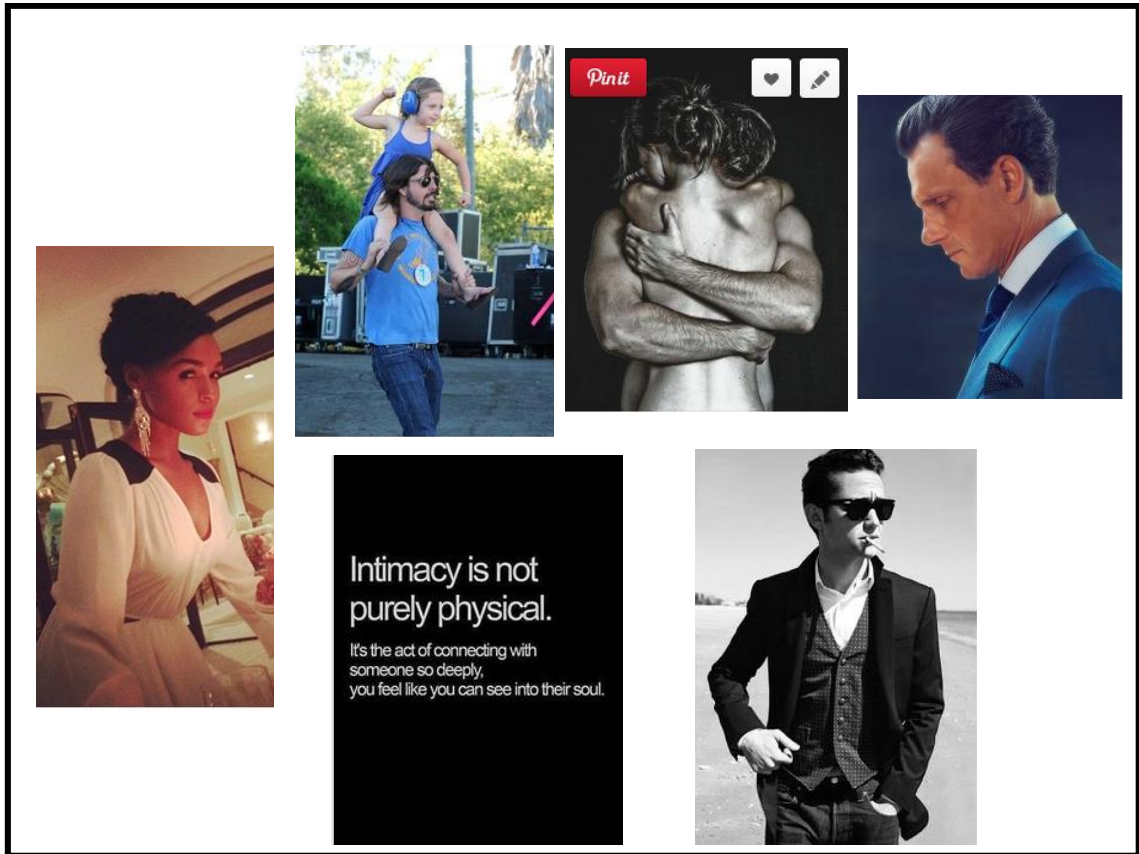 Pin it
Intimacy is not
purely physical.
It's the act of connecting with
someone so deeply,
you feel like you can see into their soul.